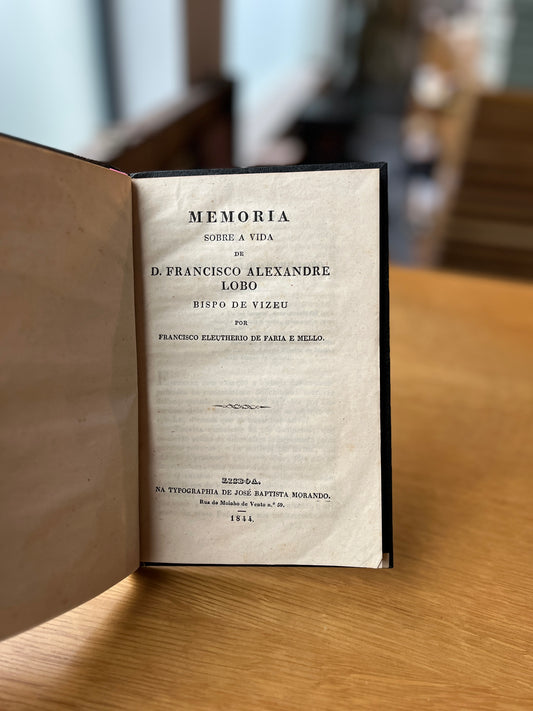 MEMORIA
SOBRE A VIDA
DE
D. FRANCISCO ALEXANDRE
LOBO
BISPO DE VIZEU
POR
FRANCISCO ELEUTHERIO DE FARIA E MELLO.
LISBOA.
NA TYPOGRAPHIA DE JOSÉ BAPTISTA MORANDO.
Rua do Moinho de Vento n.º 59.
1844.